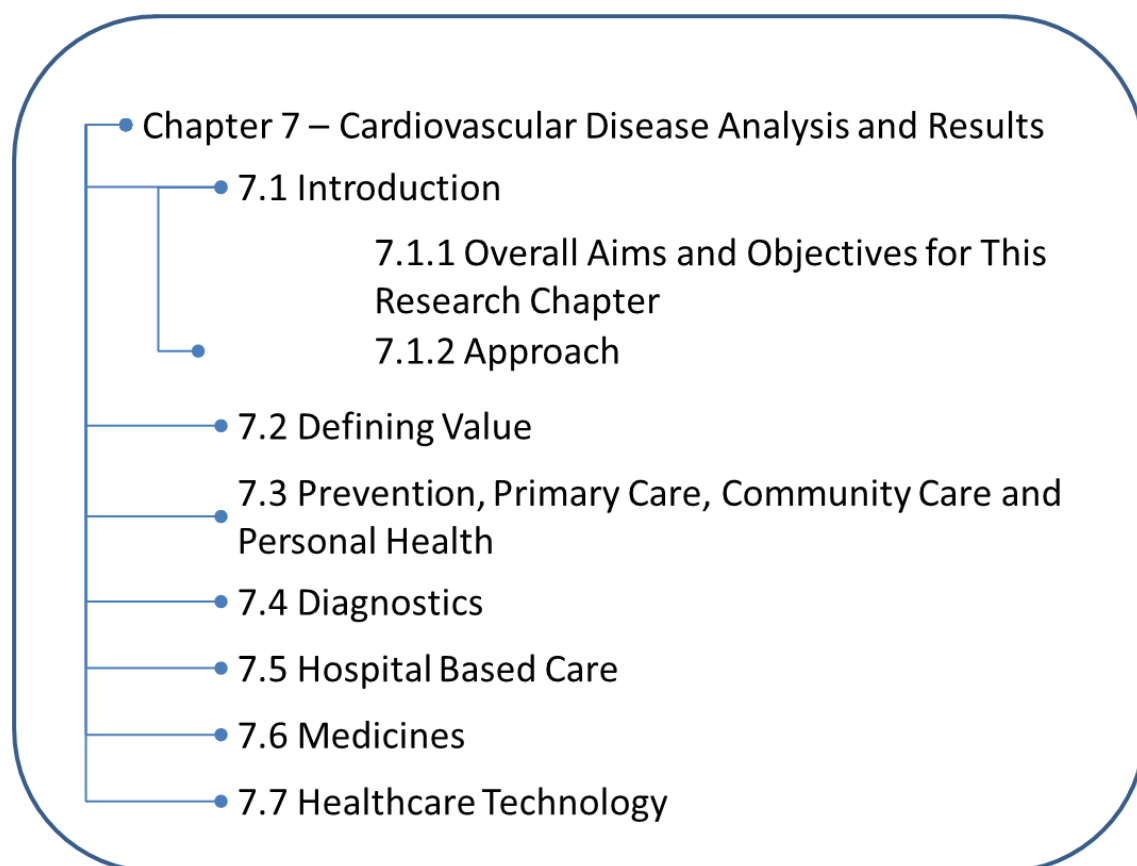 Chapter 7 – Cardiovascular Disease Analysis and Results
7.1 Introduction
7.1.1 Overall Aims and Objectives for This
Research Chapter
7.1.2 Approach
7.2 Defining Value
7.3 Prevention, Primary Care, Community Care and
Personal Health
7.4 Diagnostics
7.5 Hospital Based Care
7.6 Medicines
7.7 Healthcare Technology